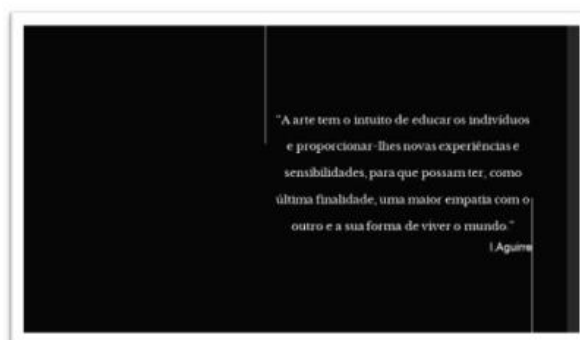 "A arte tem o intuito de educar os indivíduos
e proporcionar-lhes novas experiências e
sensibilidades, para que possam ter, como
última finalidade, uma maior empatia com o
outro e a sua forma de viver o mundo."
I.Aguirre